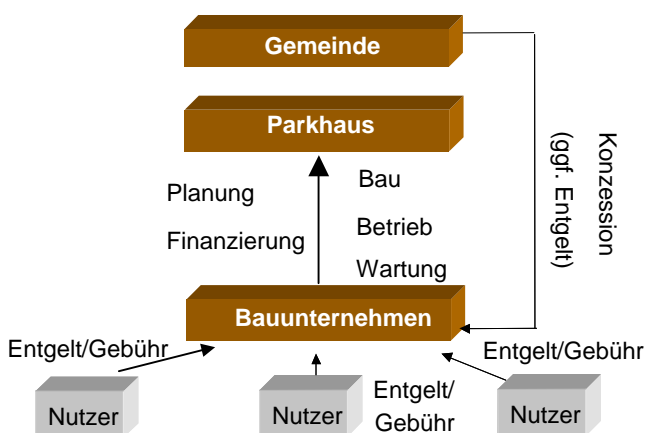 Gemeinde
Parkhaus
Konzession
(ggf. Entgelt)
Planung
Bau
Finanzierung
Betrieb
Wartung
Bauunternehmen
Entgelt/Gebühr
Entgelt/Gebühr
Entgelt/
Gebühr
Nutzer
Nutzer
Nutzer